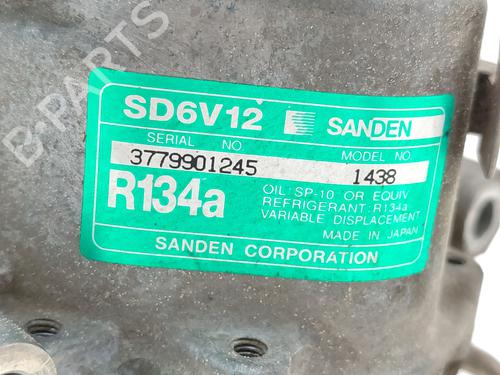 B-PARTS
SD6V12 SANDEN
SERIAL NO. MODEL NO.
3779901245 1438
R134a
OIL: SP-10 OR EQUIV
REFRIGERANT: R134a
VARIABLE DISPLACEMENT
MADE IN JAPAN
SANDEN CORPORATION